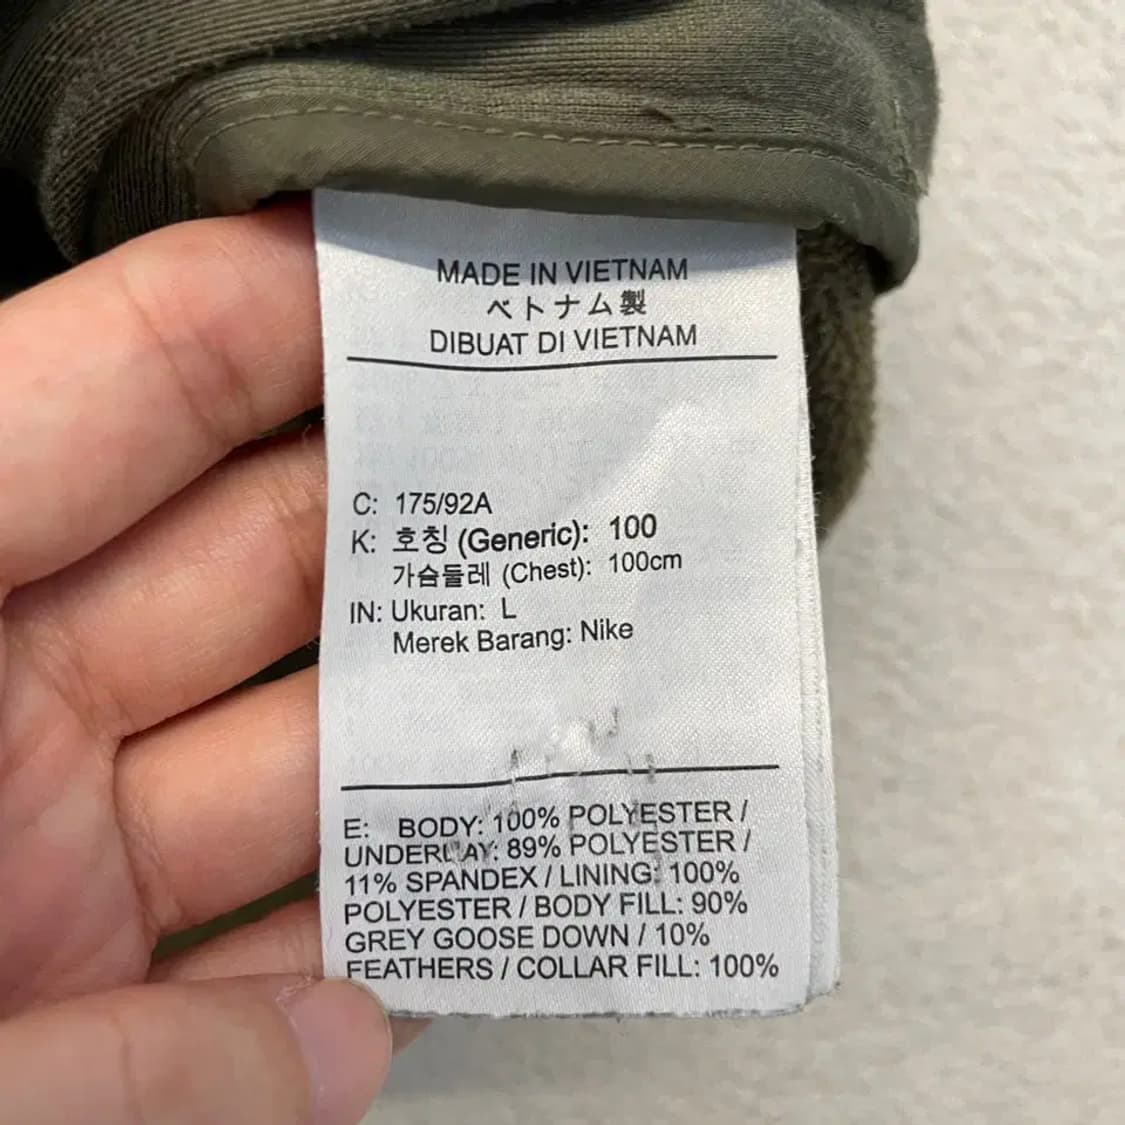 MADE IN VIETNAM
ベトナム製
DIBUAT DI VIETNAM
C: 175/92A
K: 호칭 (Generic): 100
가슴둘레 (Chest): 100cm
IN: Ukuran: L
Merek Barang: Nike
E: BODY: 100% POLYESTER /
UNDERLAY: 89% POLYESTER /
11% SPANDEX / LINING: 100%
POLYESTER / BODY FILL: 90%
GREY GOOSE DOWN / 10%
FEATHERS / COLLAR FILL: 100%